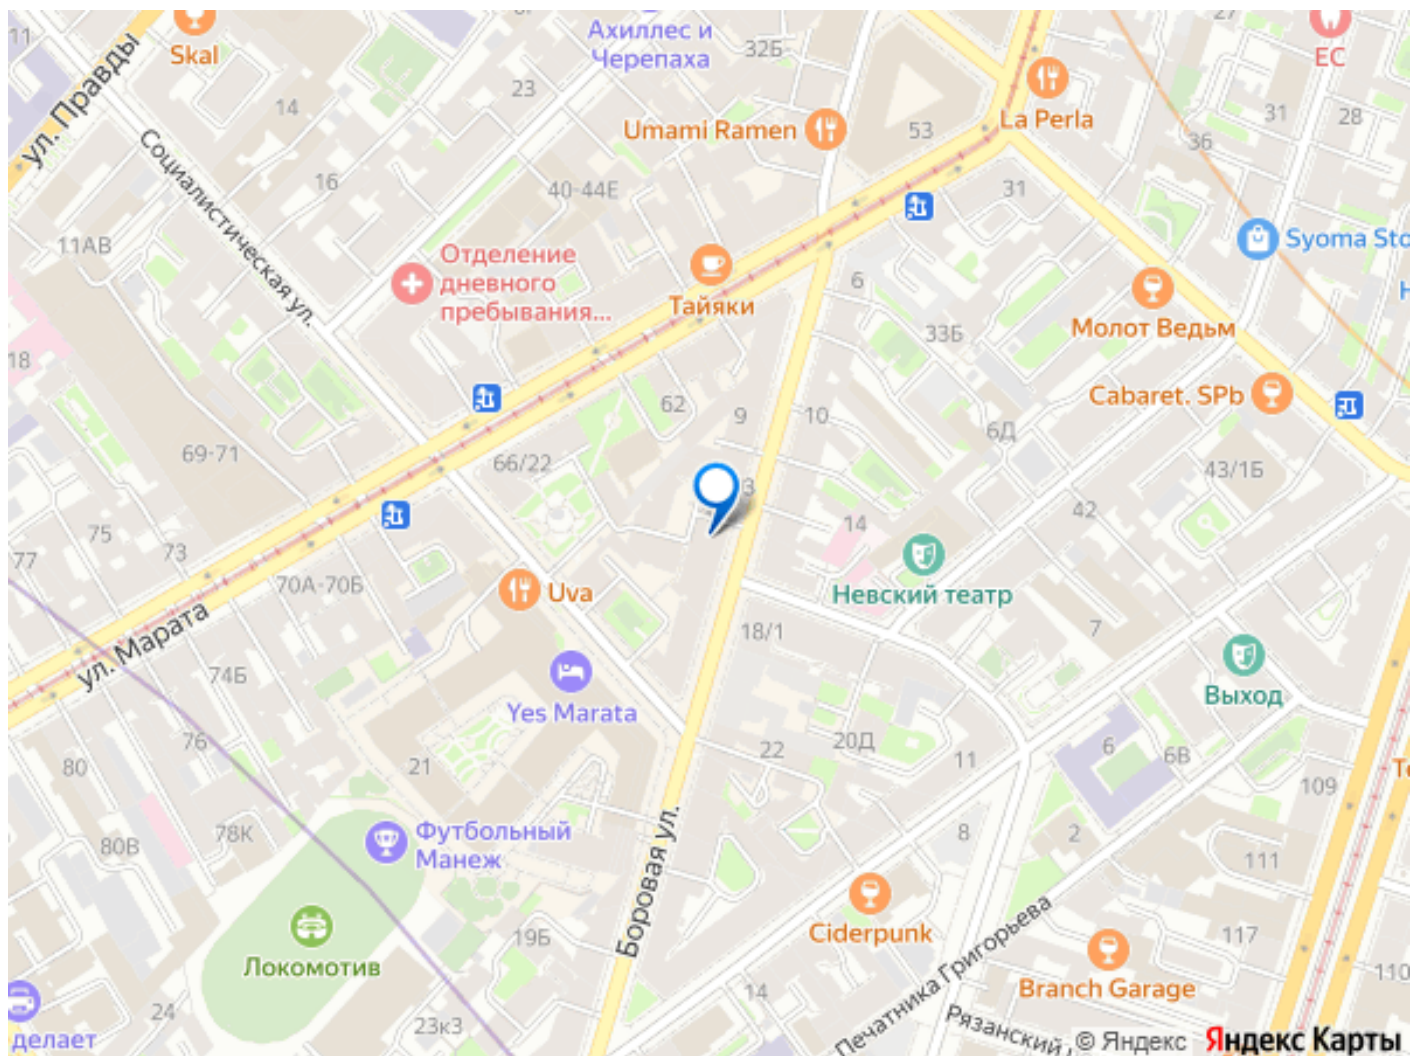 11
Skal
ул. Правды
Ахиллес и
Черепаха
32Б
27
ЕС
23
14
Umami Ramen
53
La Perla
31
28
36
Социалистическая ул.
16
40-44Е
31
11АВ
Отделение
дневного
пребывания...
Тайяки
6
Syoma Sto
Молот Ведьм
18
33Б
62
9
10
Cabaret. SPb
6Д
69-71
66/22
43/1Б
3
14
42
75
73
77
70А-70Б
Uva
Невский театр
ул. Марата
18/1
7
74Б
Выход
Yes Marata
76
22
20Д
11
6
6В
80
21
109
Футбольный
Манеж
78К
80В
8
2
111
Боровая ул.
Ciderpunk
19Б
117
Локомотив
Печатника Григорьева
Branch Garage
110
14
24
23к3
делает
Рязанский
© Яндекс
Яндекс Карты